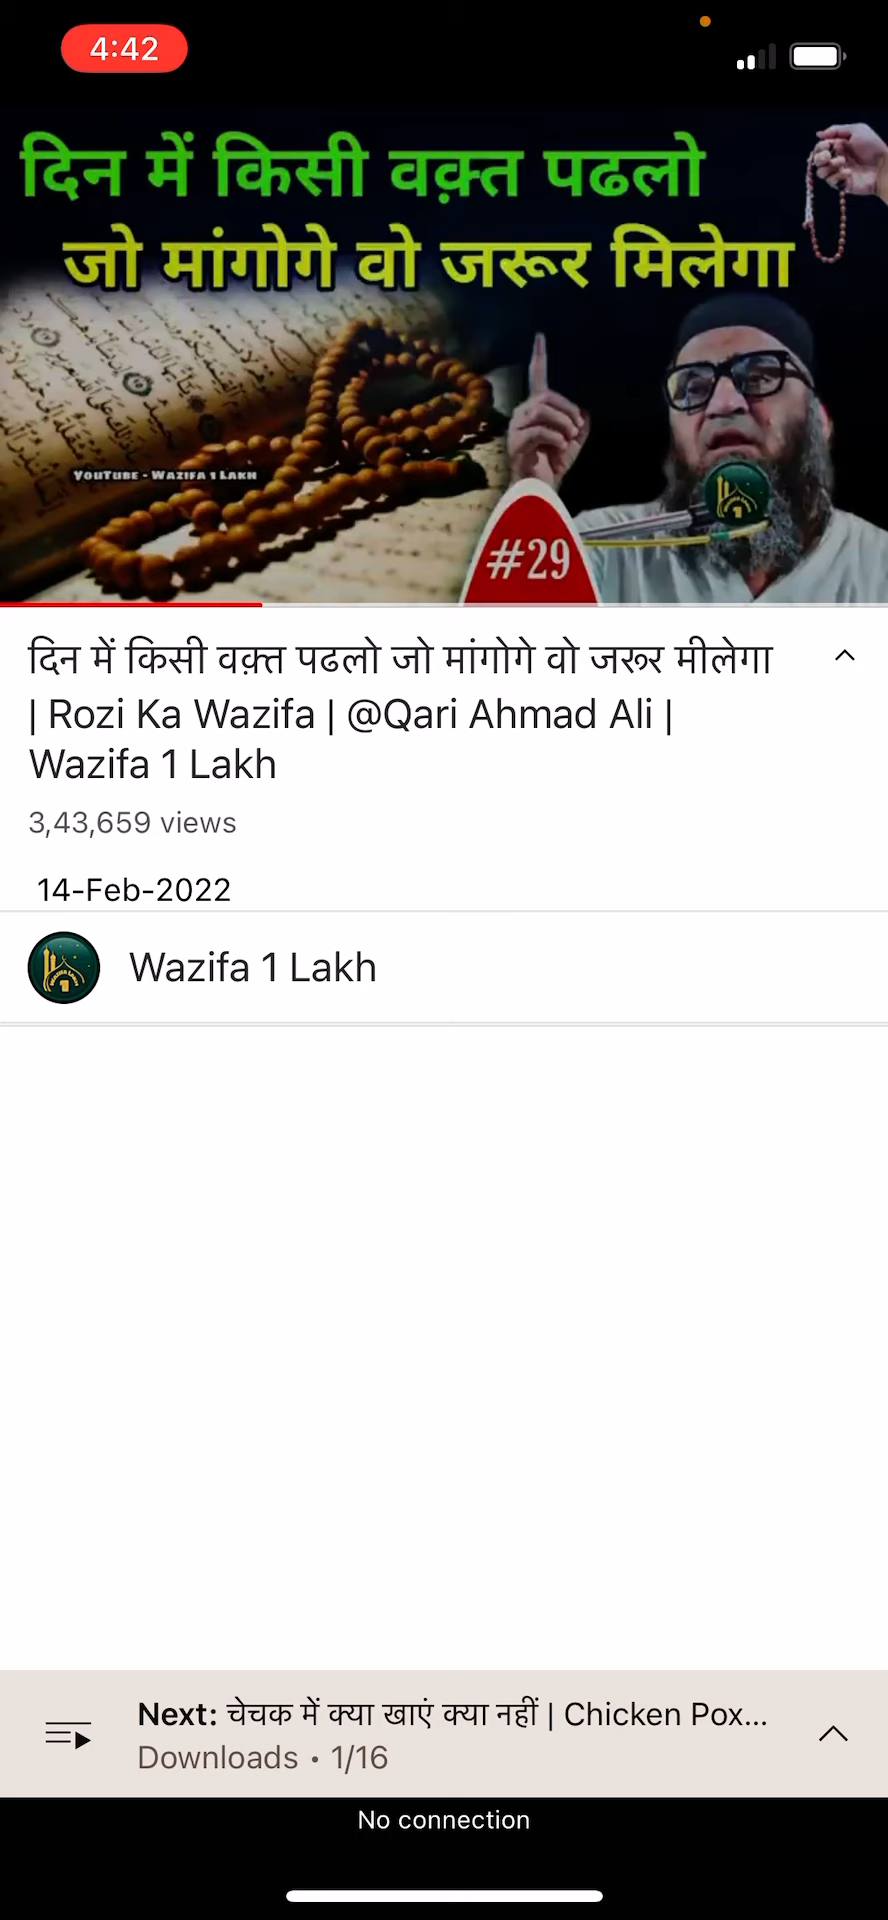 4:42
दिन में किसी वक़्त पढलो
जो मांगोगे वो जरूर मिलेगा
YOUTUBE - WAZIFA 1 LAKH
#29
दिन में किसी वक़्त पढलो जो मांगोगे वो जरुर मीलेगा
| Rozi Ka Wazifa | @Qari Ahmad Ali |
Wazifa 1 Lakh
3,43,659 views
14-Feb-2022
Wazifa 1 Lakh
Next: चेचक में क्या खाएं क्या नहीं | Chicken Pox...
Downloads • 1/16
No connection